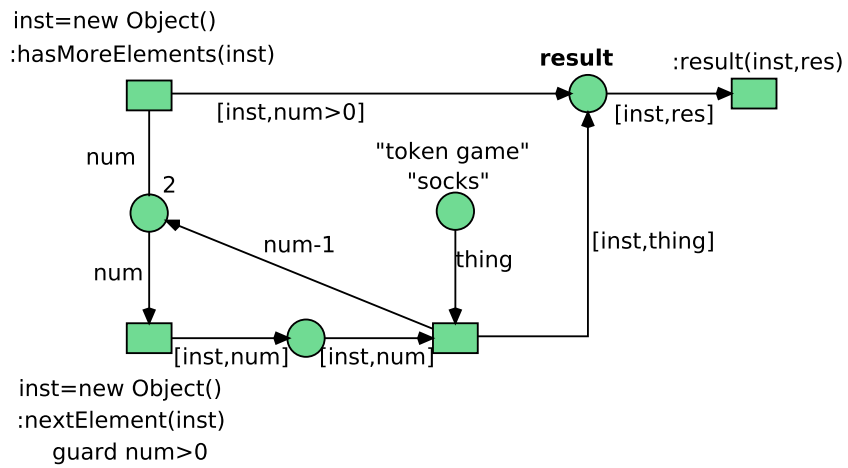 inst=new Object()
:hasMoreElements(inst)
result
:result(inst,res)
[inst,num>0]
[inst,res]
"token game"
"socks"
num
2
num-1
[inst,thing]
thing
num
[inst,num]
[inst,num]
inst=new Object()
:nextElement(inst)
guard num>0